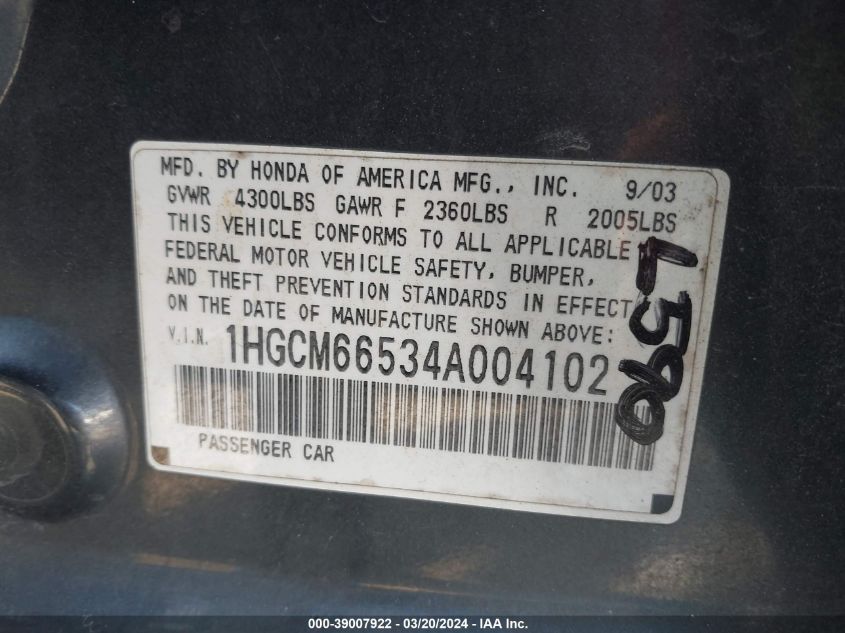 MFD. BY HONDA OF AMERICA MFG., INC. 9/03
GVWR 4300LBS GAWR F 2360LBS R 2005LBS
THIS VEHICLE CONFORMS TO ALL APPLICABLE
FEDERAL MOTOR VEHICLE SAFETY, BUMPER,
AND THEFT PREVENTION STANDARDS IN EFFECT
ON THE DATE OF MANUFACTURE SHOWN ABOVE:
V.I.N. 1HGCM66534A004102
PASSENGER CAR
L590
000-39007922 / 03/20/2024 / IAA Inc.